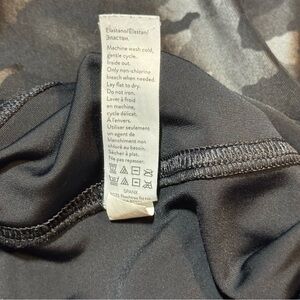 Elastano/Elastan/
Эластан.
Machine wash cold,
gentle cycle.
Inside out.
Only non-chlorine
bleach when needed.
Lay flat to dry.
Do not iron.
Laver à froid
en machine,
cycle délicat.
À l'envers.
Utiliser seulement
un agent de
blanchiment non
chloré au besoin.
Sécher à plat.
Ne pas repasser.
SPANX